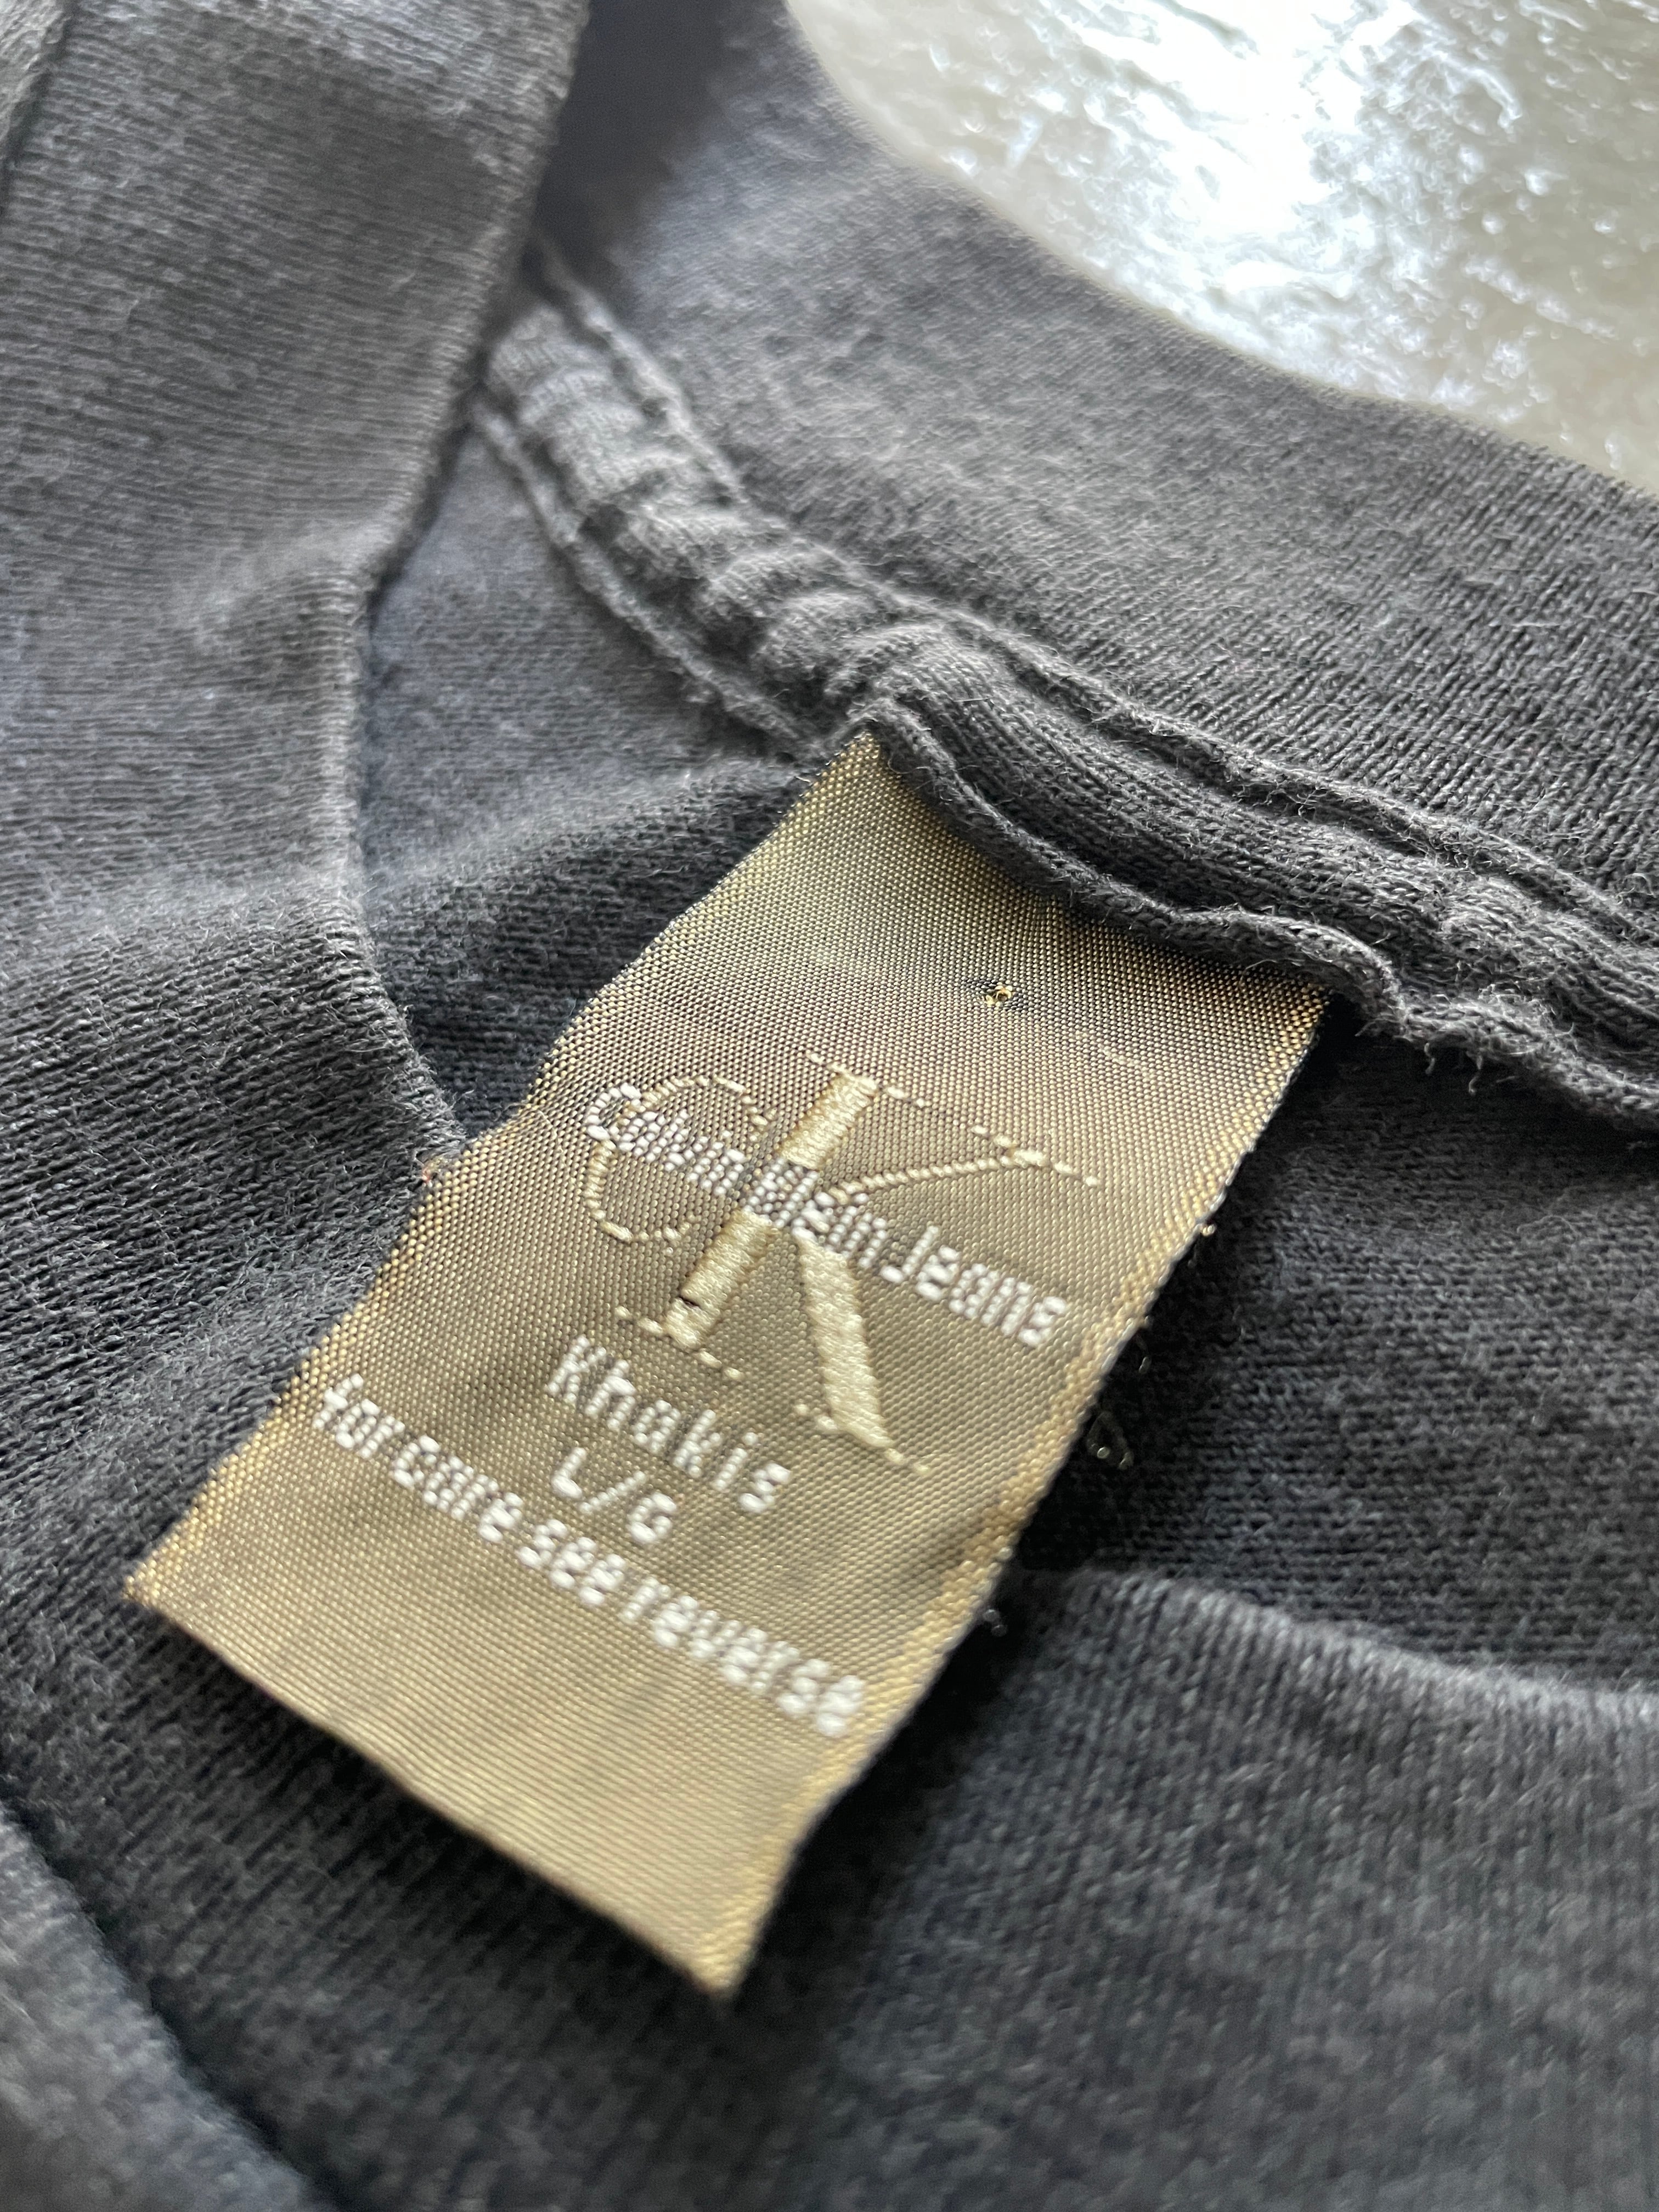 CK
Calvin Klein Jeans
Khakis
L/G
for care see reverse